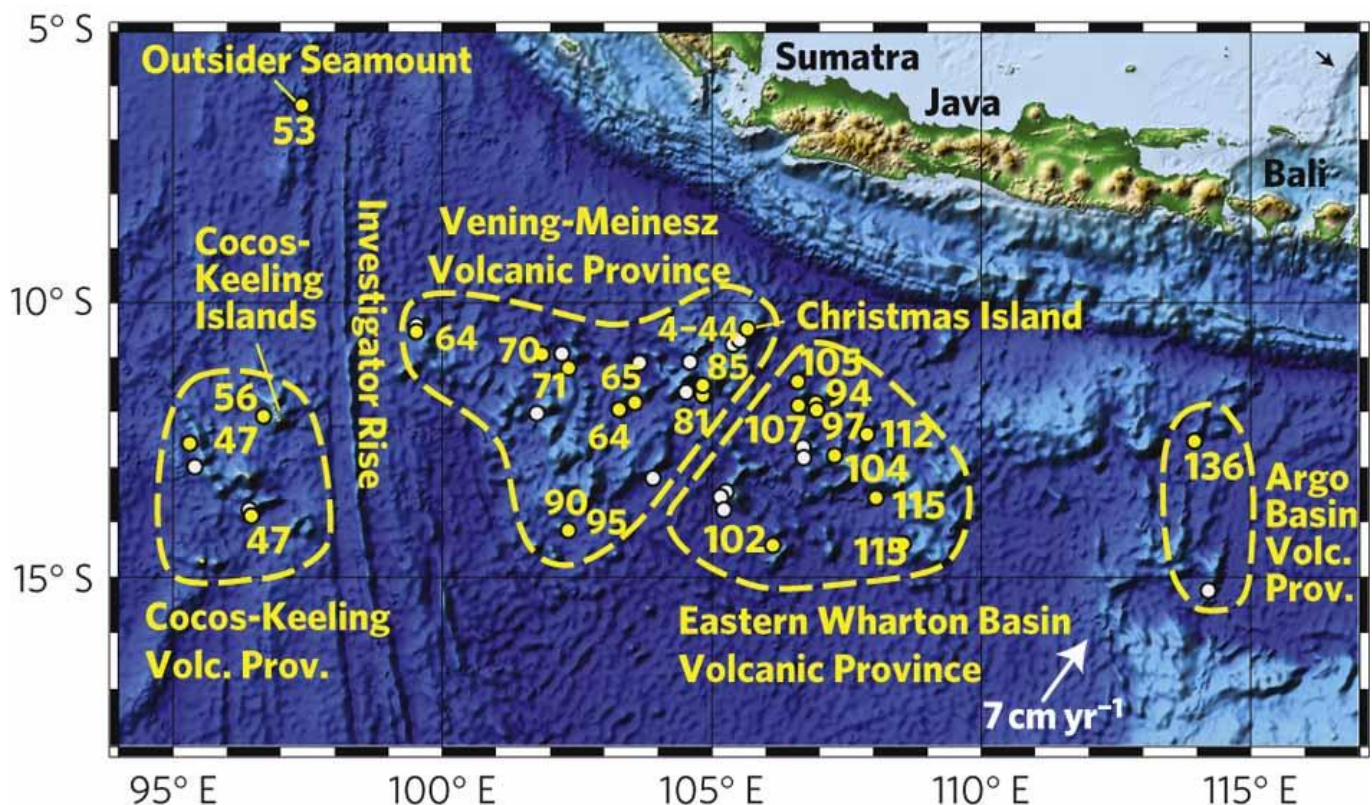 5° S
Outsider Seamount
53
Sumatra
Java
Bali
Investigator Rise
Vening-Meinesz
Volcanic Province
Cocos-
Keeling
Islands
10° S
64
70
71
65
64
4–44
85
81
Christmas Island
105
94
97
107
112
104
115
56
47
47
90
95
102
115
136
Argo
Basin
Volc.
Prov.
15° S
Cocos-Keeling
Volc. Prov.
Eastern Wharton Basin
Volcanic Province
7 cm yr⁻¹
95° E
100° E
105° E
110° E
115° E